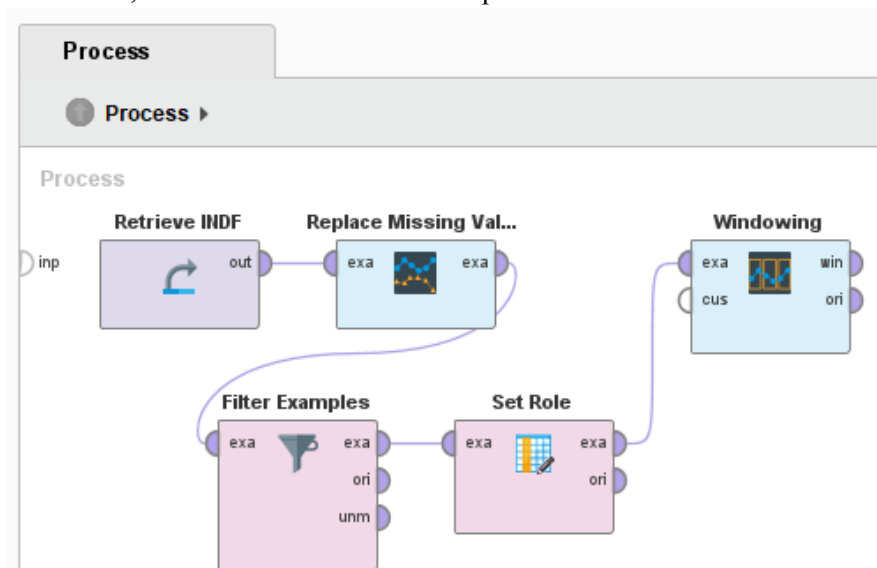 Process
Process
Process
Retrieve INDF
Replace Missing Val...
Windowing
inp
out
exa
exa
exa
win
cus
ori
Filter Examples
Set Role
exa
exa
exa
exa
ori
ori
unm